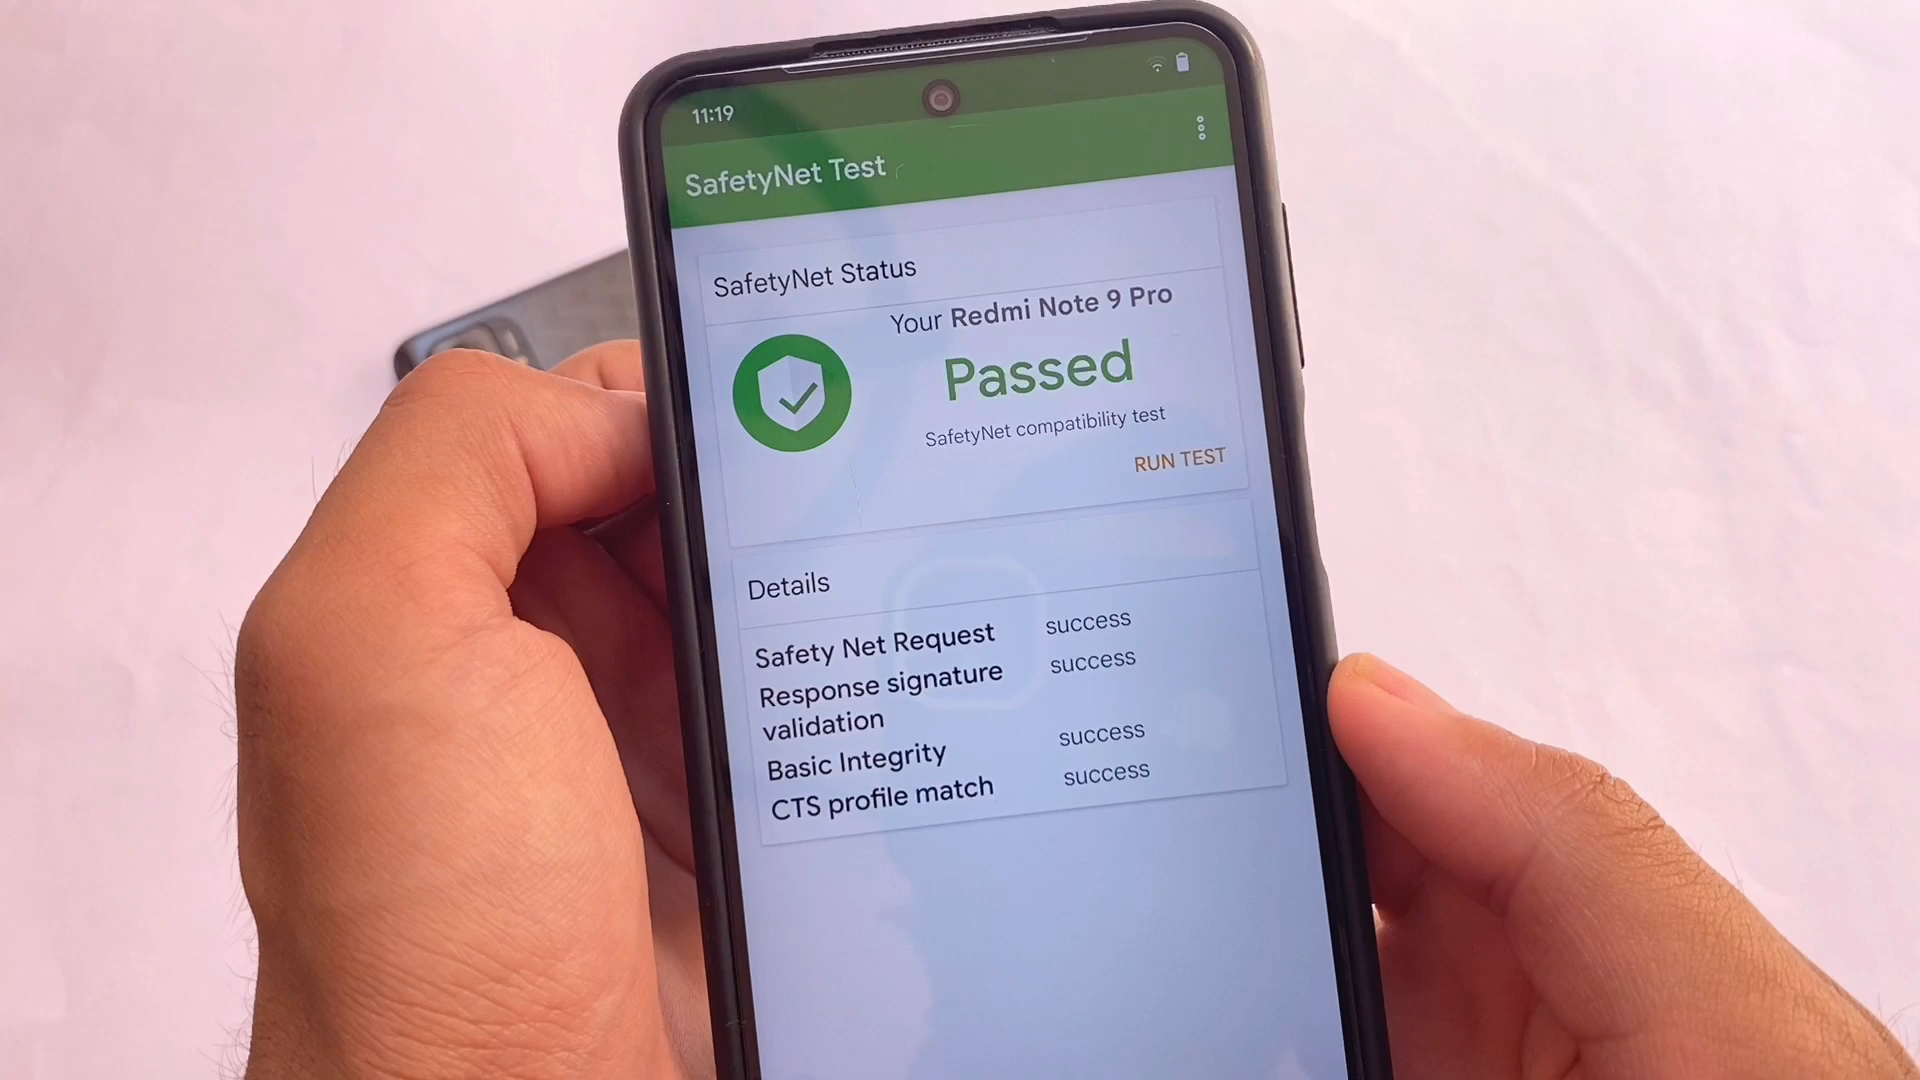 11:19
SafetyNet Test
SafetyNet Status
Your Redmi Note 9 Pro
Passed
SafetyNet compatibility test
RUN TEST
Details
Safety Net Request success
Response signature success
validation
Basic Integrity success
CTS profile match success